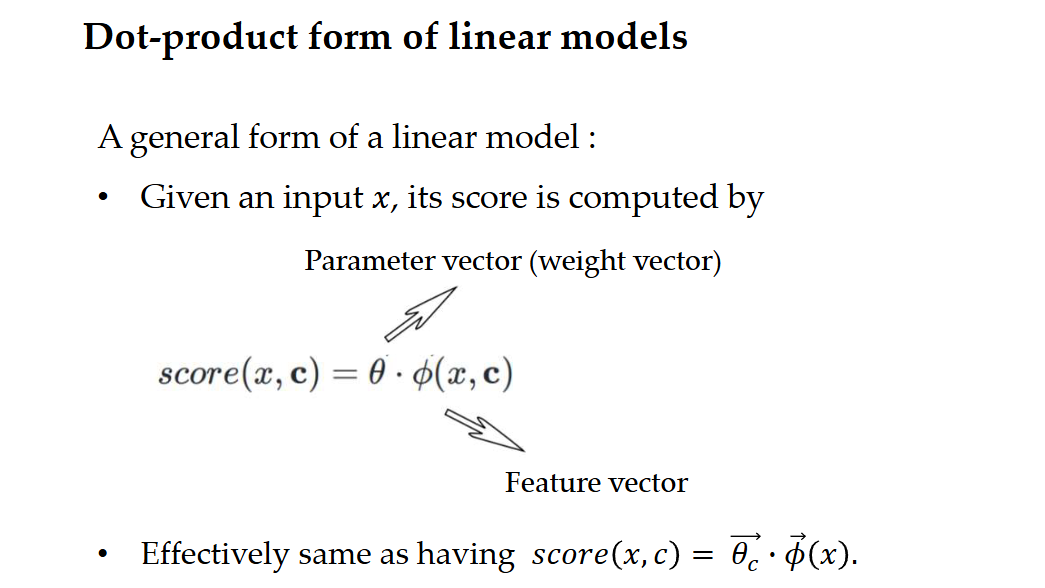 Dot-product form of linear models
A general form of a linear model :
• Given an input x, its score is computed by
Parameter vector (weight vector)
score(x, c) = θ · ϕ(x, c)
Feature vector
• Effectively same as having score(x, c) = θ⃗_c · ϕ⃗(x).